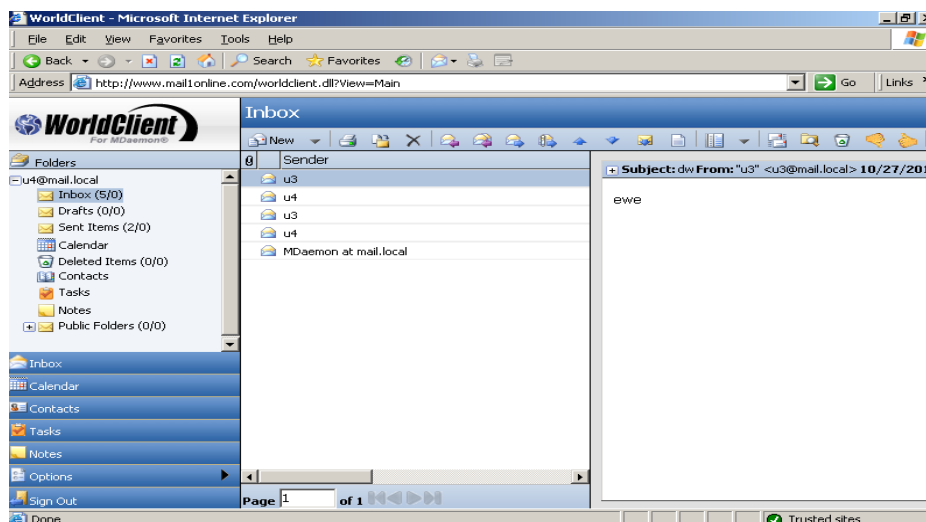 WorldClient - Microsoft Internet Explorer
File Edit View Favorites Tools Help
Back Search Favorites
Address http://www.mail1online.com/worldclient.dll?View=Main Go Links
WorldClient
For MDaemon®
Inbox
New
Folders
u4@mail.local
Inbox (5/0)
Drafts (0/0)
Sent Items (2/0)
Calendar
Deleted Items (0/0)
Contacts
Tasks
Notes
Public Folders (0/0)
Inbox
Calendar
Contacts
Tasks
Notes
Options
Sign Out
Sender
u3
u4
u3
u4
MDaemon at mail.local
Page 1 of 1
Subject: dw From: "u3" <u3@mail.local> 10/27/201
ewe
Done Trusted sites